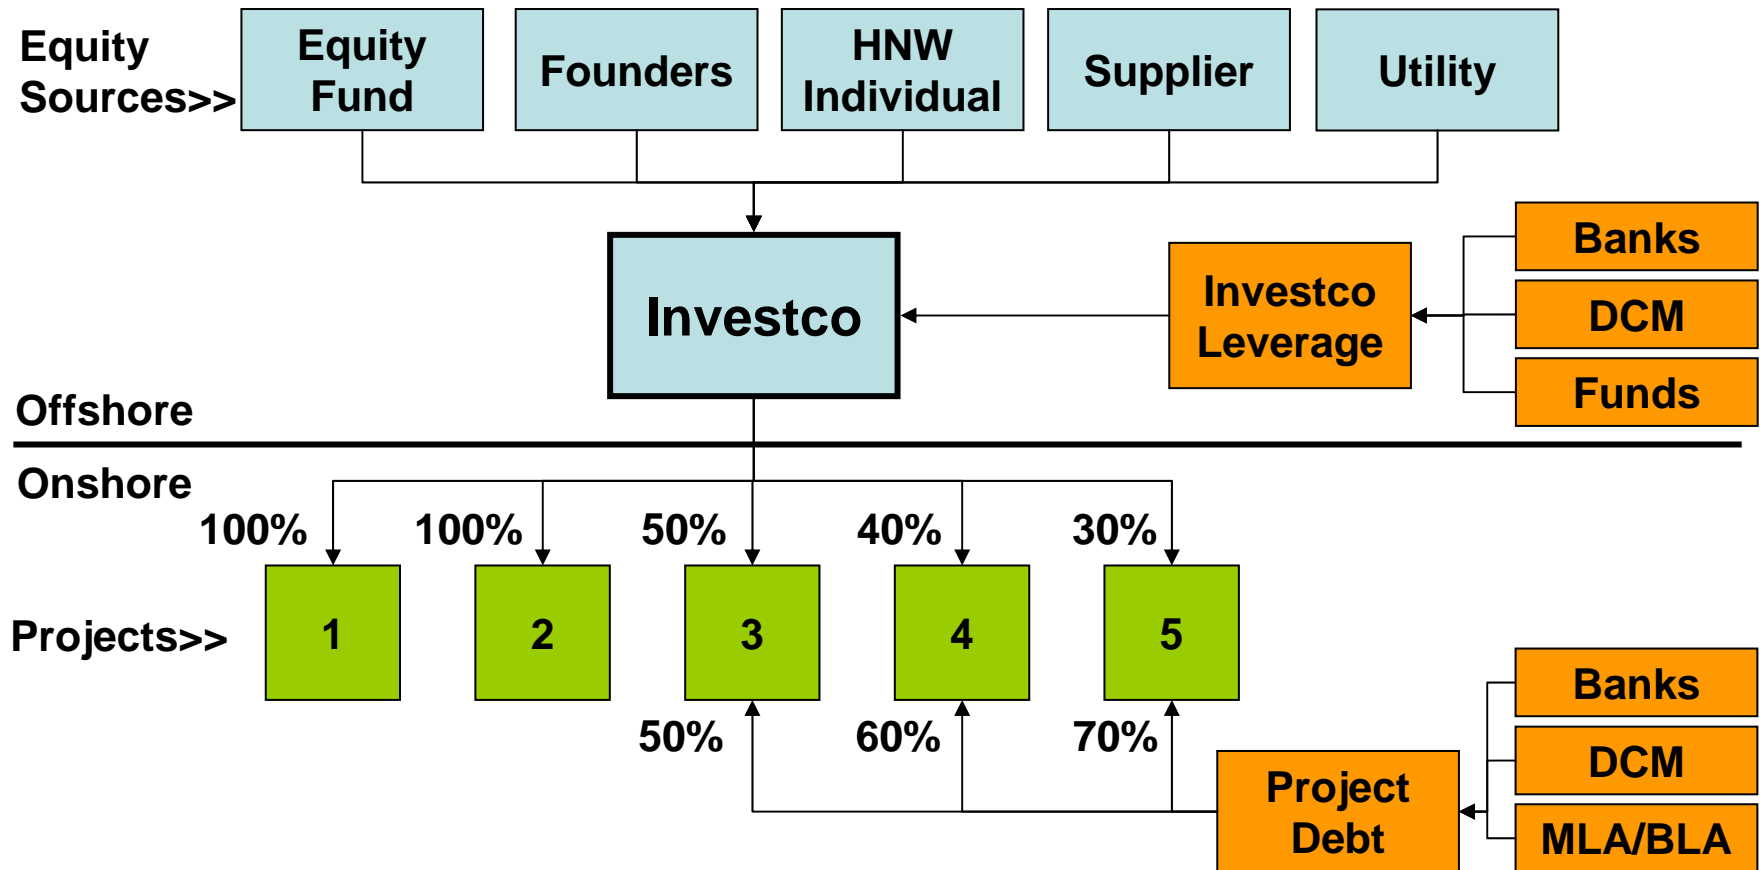 Equity
Sources>>
Equity
Fund
Founders
HNW
Individual
Supplier
Utility
Investco
Investco
Leverage
Banks
DCM
Funds
Offshore
Onshore
100%
100%
50%
40%
30%
Projects>>
1
2
3
4
5
50%
60%
70%
Project
Debt
Banks
DCM
MLA/BLA